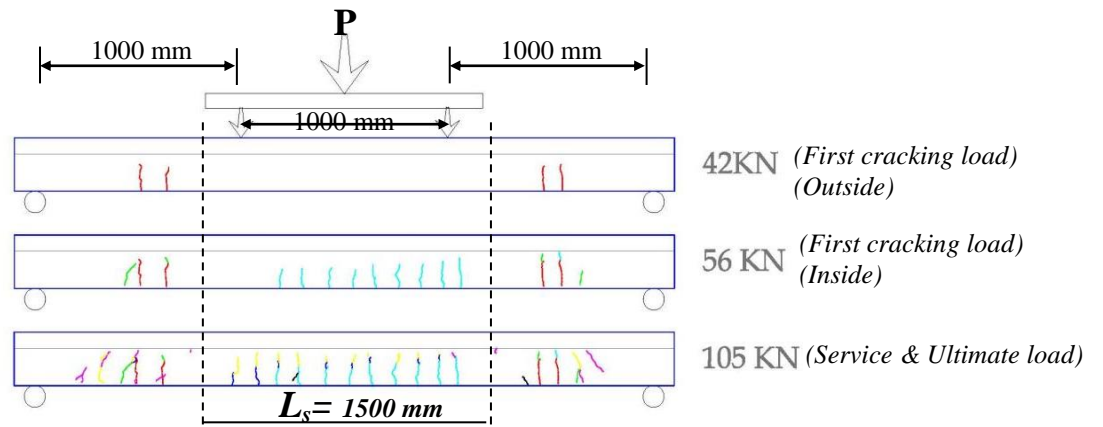 P
1000 mm
1000 mm
1000 mm
42KN (First cracking load)
(Outside)
56 KN (First cracking load)
(Inside)
105 KN (Service & Ultimate load)
Ls= 1500 mm